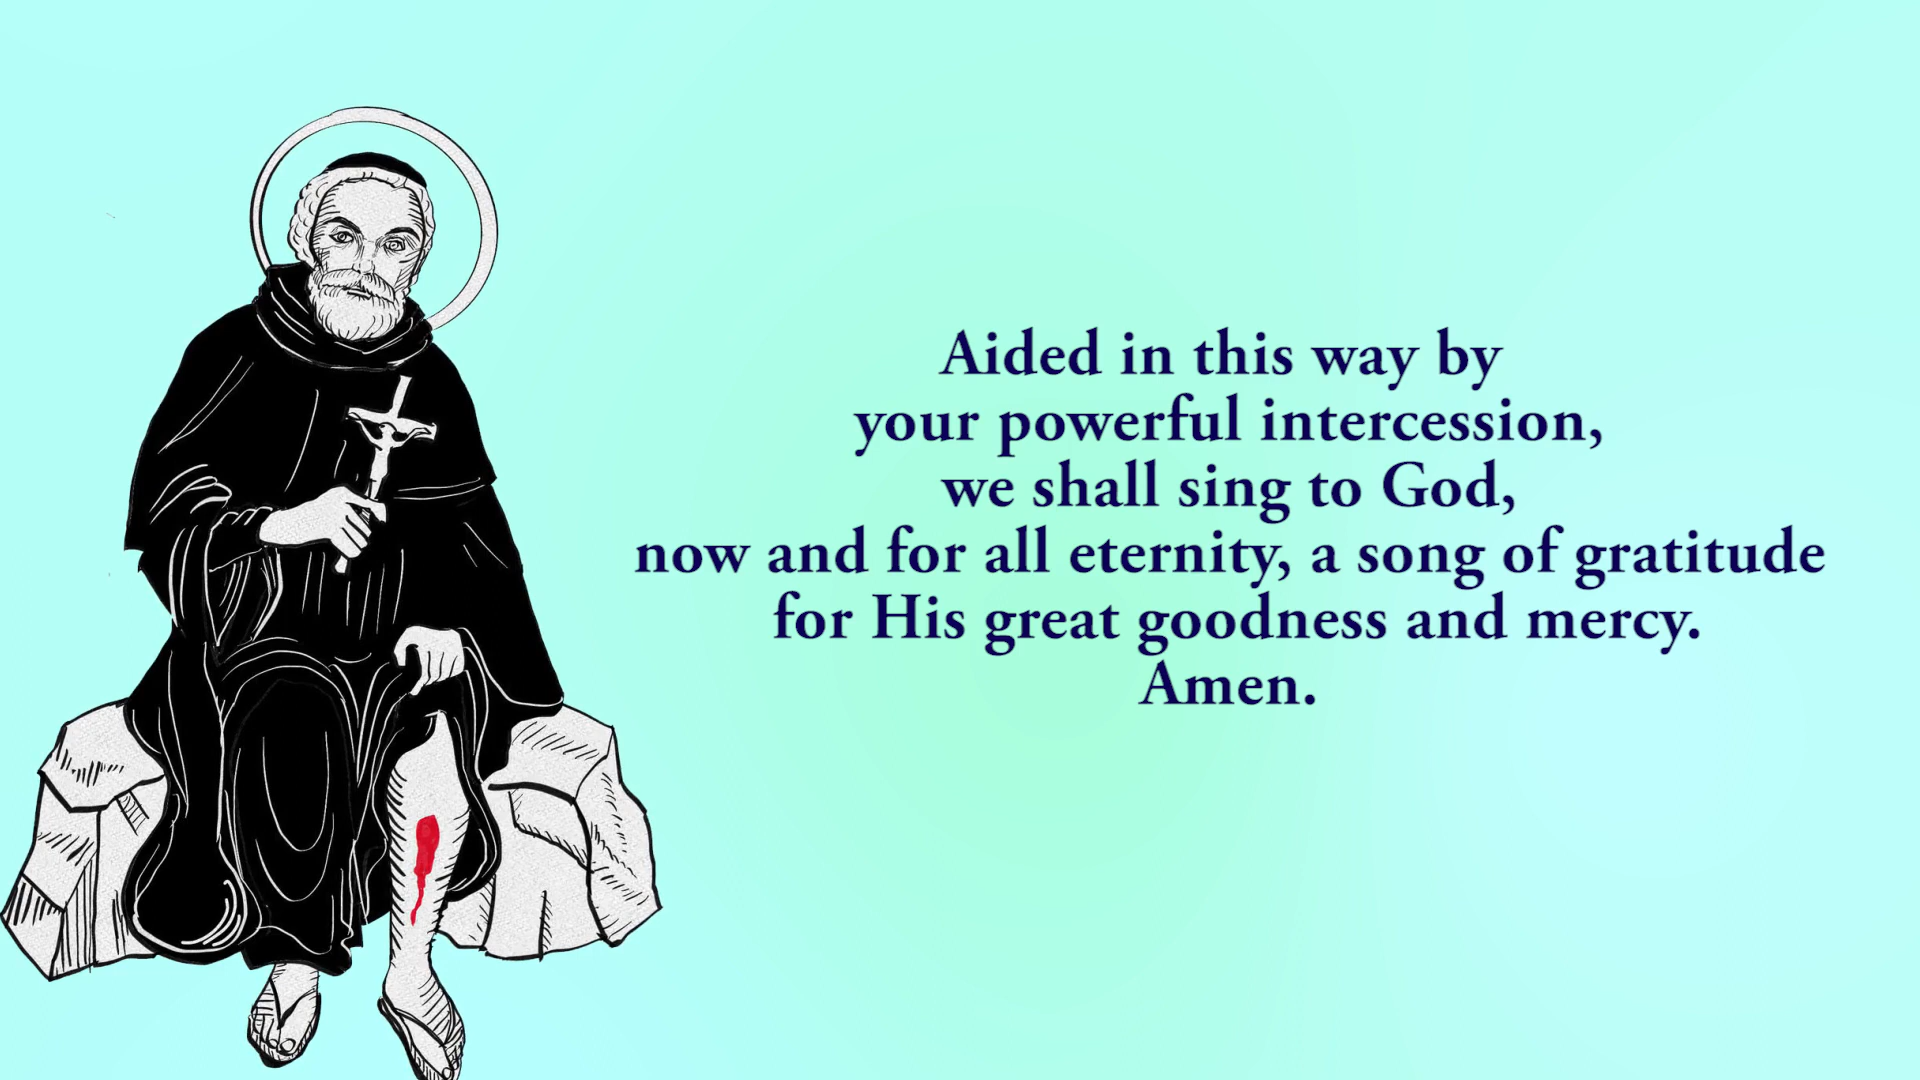 Aided in this way by
your powerful intercession,
we shall sing to God,
now and for all eternity, a song of gratitude
for His great goodness and mercy.
Amen.